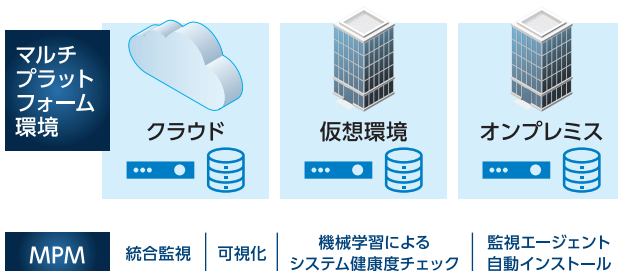 マルチ
プラット
フォーム
環境
クラウド
仮想環境
オンプレミス
MPM
統合監視
可視化
機械学習による
システム健康度チェック
監視エージェント
自動インストール